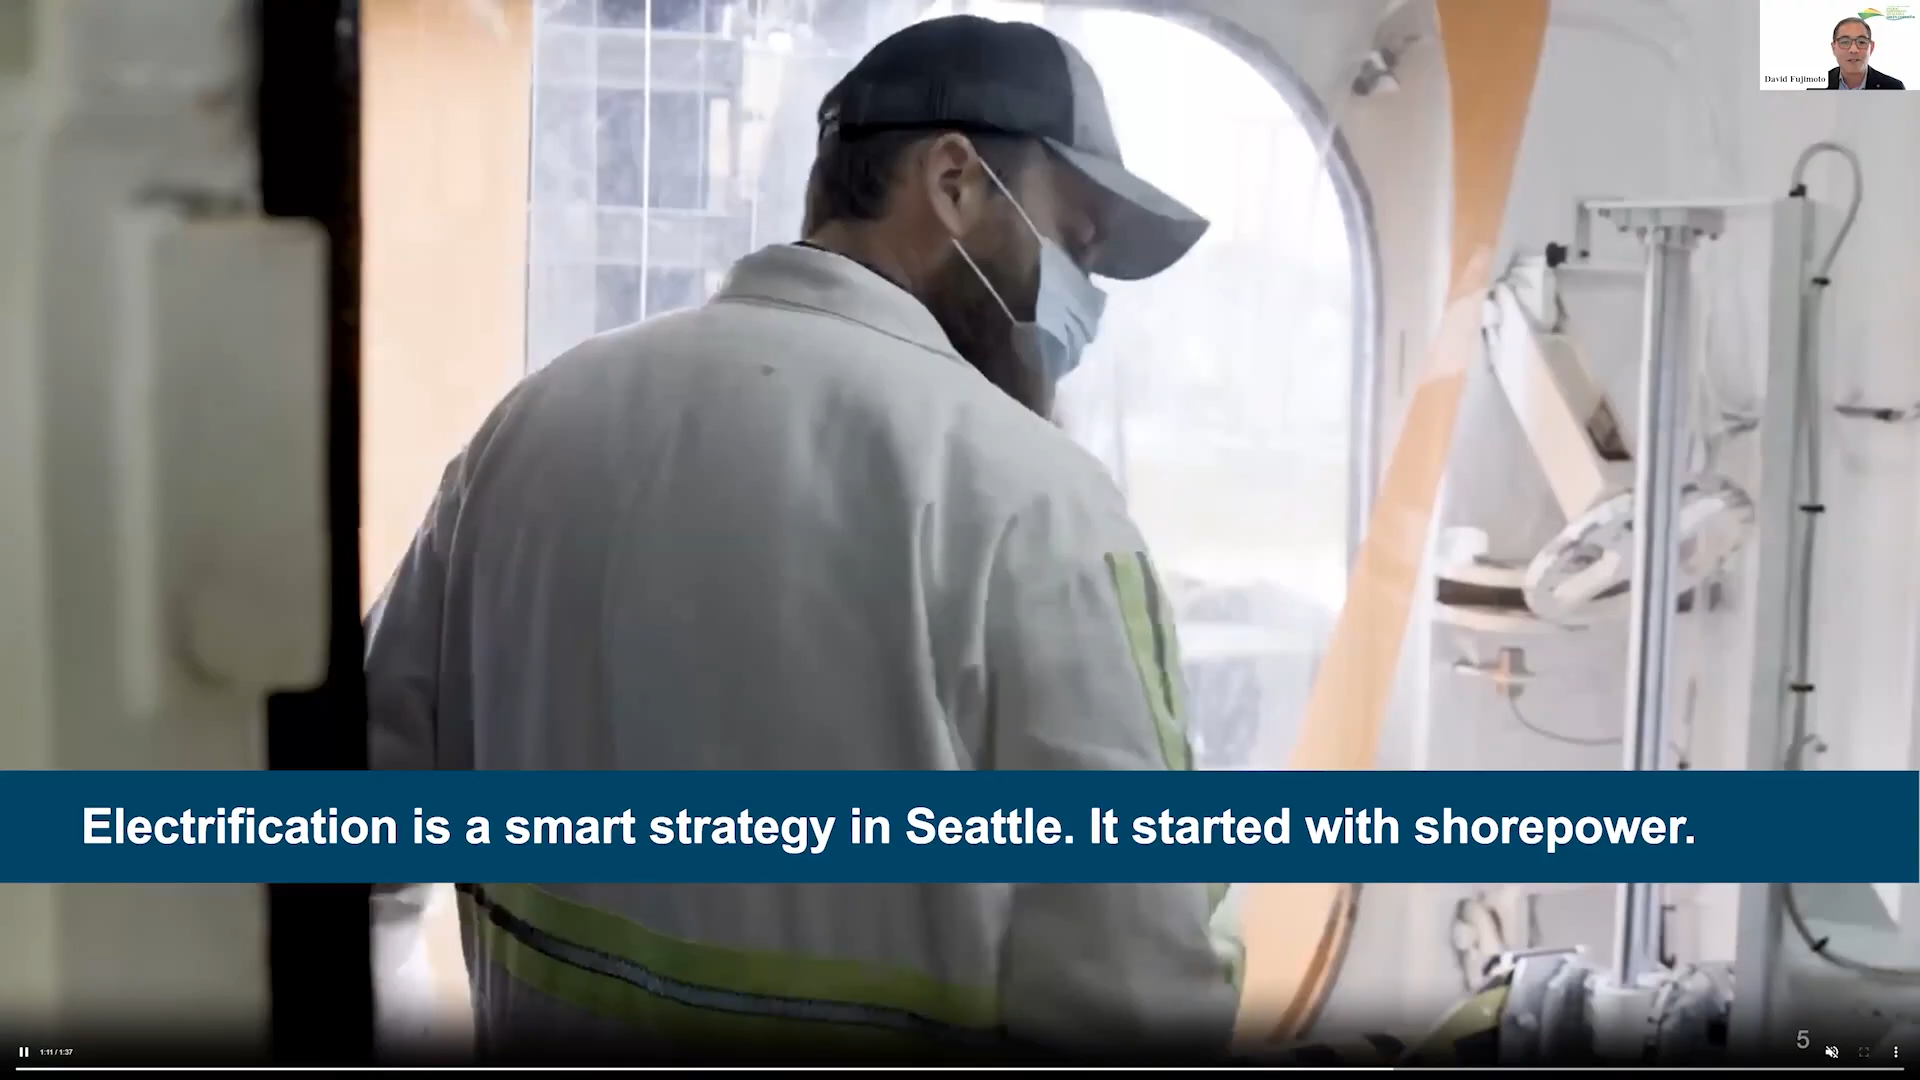 David Fujimoto
Electrification is a smart strategy in Seattle. It started with shorepower.
5
1:11 / 1:37